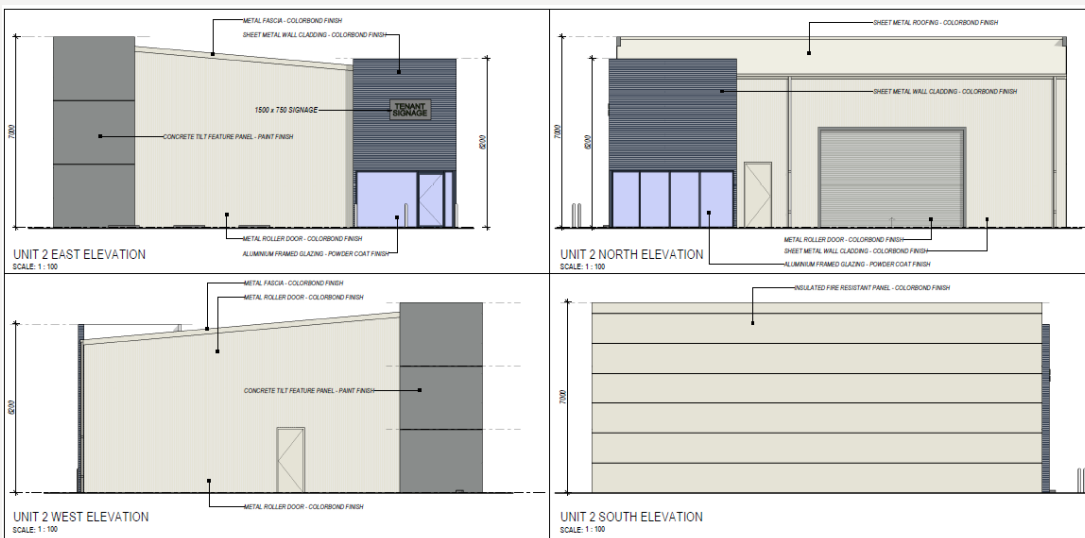 METAL FASCIA - COLORBOND FINISH
SHEET METAL WALL CLADDING - COLORBOND FINISH
1500 x 750 SIGNAGE
TENANT
SIGNAGE
CONCRETE TILT FEATURE PANEL - PAINT FINISH
7000
6200
METAL ROLLER DOOR - COLORBOND FINISH
ALUMINIUM FRAMED GLAZING - POWDER COAT FINISH
UNIT 2 EAST ELEVATION
SCALE: 1 : 100
SHEET METAL ROOFING - COLORBOND FINISH
SHEET METAL WALL CLADDING - COLORBOND FINISH
7000
6200
METAL ROLLER DOOR - COLORBOND FINISH
SHEET METAL WALL CLADDING - COLORBOND FINISH
ALUMINIUM FRAMED GLAZING - POWDER COAT FINISH
UNIT 2 NORTH ELEVATION
SCALE: 1 : 100
METAL FASCIA - COLORBOND FINISH
METAL ROLLER DOOR - COLORBOND FINISH
CONCRETE TILT FEATURE PANEL - PAINT FINISH
6200
METAL ROLLER DOOR - COLORBOND FINISH
UNIT 2 WEST ELEVATION
SCALE: 1 : 100
INSULATED FIRE RESISTANT PANEL - COLORBOND FINISH
7000
UNIT 2 SOUTH ELEVATION
SCALE: 1 : 100